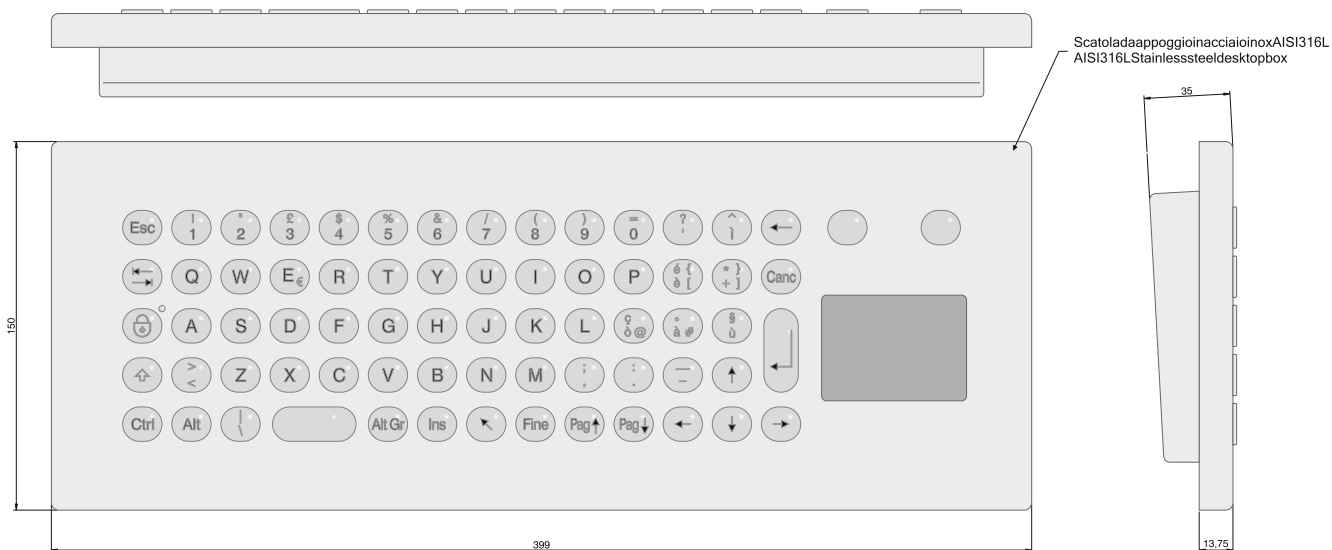 ScatoladaappoggioinacciaioinoxAISI316L
AISI316LStainlesssteeldesktopbox
35
150
Esc ! 1 " 2 £ 3 $ 4 % 5 & 6 / 7 ( 8 ) 9 = 0 ? ' ^ ì ←
Q W E € R T Y U I O P é { è [ * } + ] Canc
A S D F G H J K L ç ò @ ° à # § ù
> < Z X C V B N M ; , : . _ - ↑
Ctrl Alt | \ Alt Gr Ins ↖ Fine Pag↑ Pag↓ ← ↓ →
399
13,75